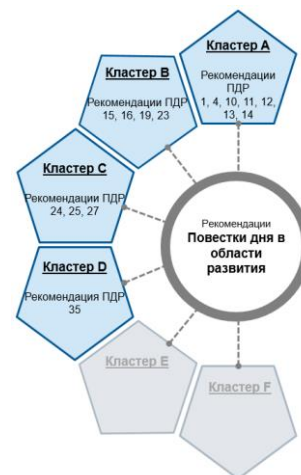 Кластер A
Рекомендации
ПДР
1, 4, 10, 11, 12,
13, 14
Кластер B
Рекомендации ПДР
15, 16, 19, 23
Кластер C
Рекомендации ПДР
24, 25, 27
Кластер D
Рекомендация ПДР
35
Кластер E
Кластер F
Рекомендации
Повестки дня в
области
развития